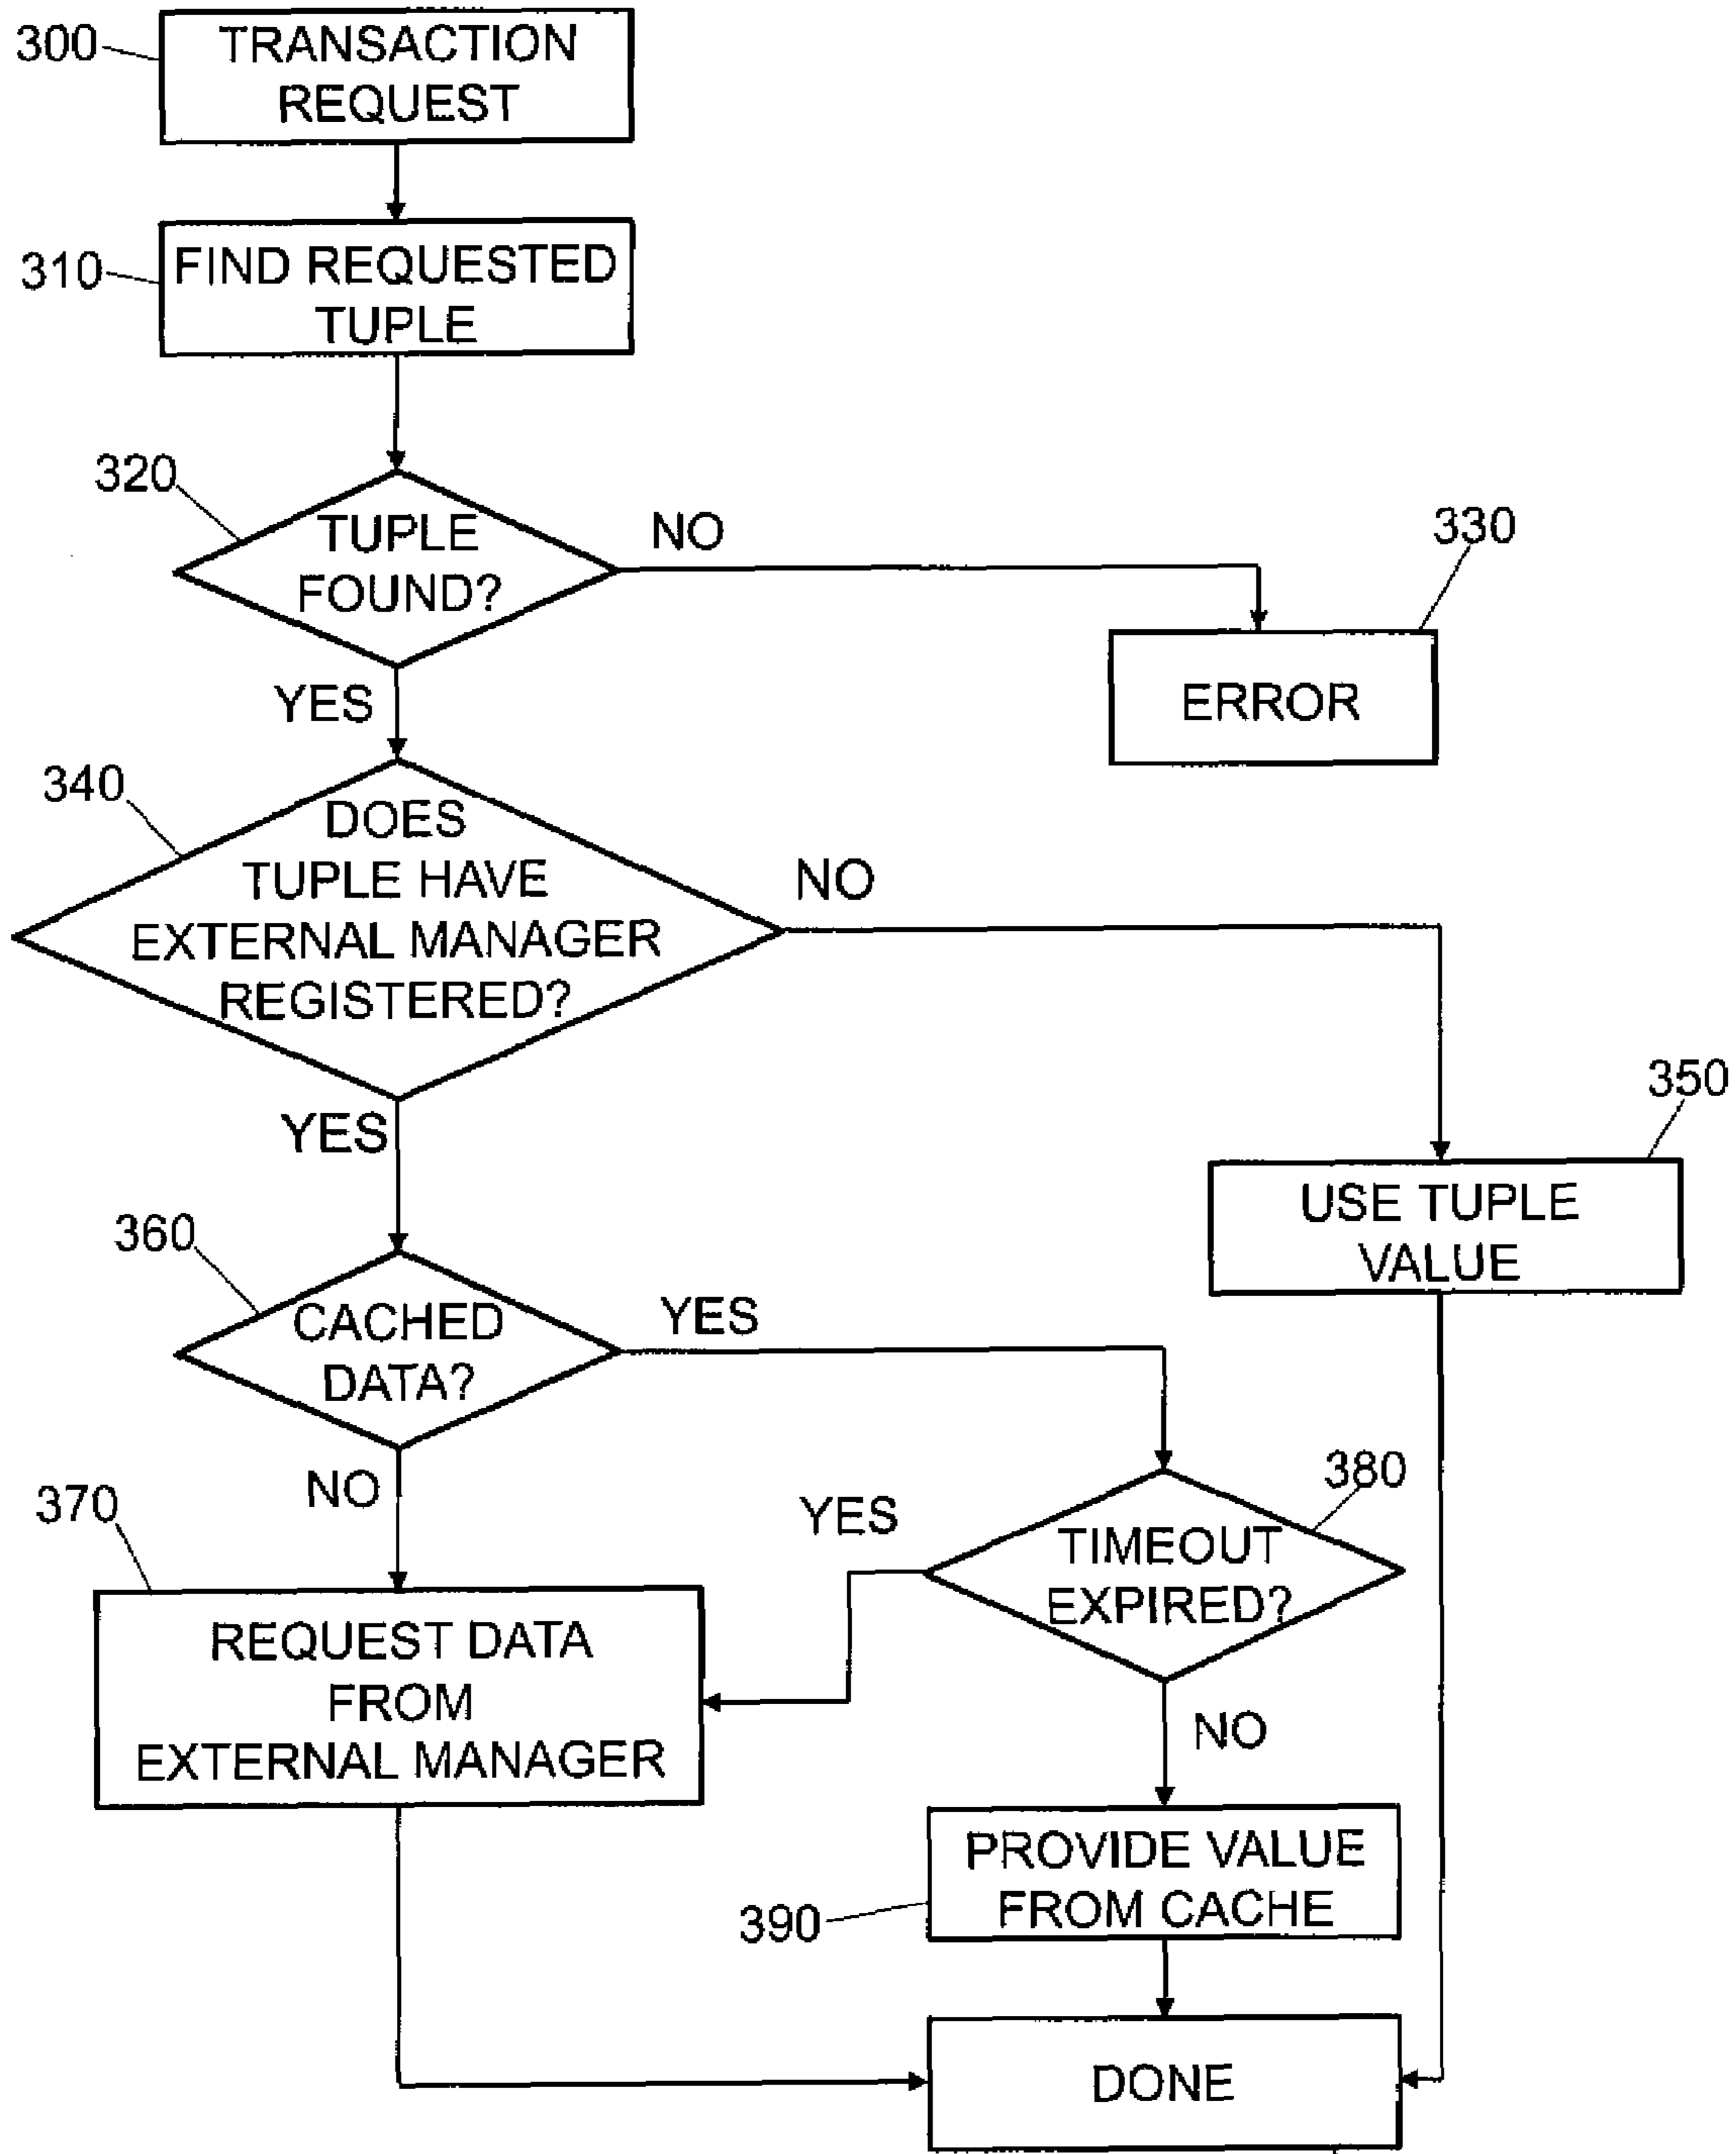 300
TRANSACTION
REQUEST
310
FIND REQUESTED
TUPLE
320
TUPLE
FOUND?
NO
330
ERROR
YES
340
DOES
TUPLE HAVE
EXTERNAL MANAGER
REGISTERED?
NO
350
USE TUPLE
VALUE
YES
360
CACHED
DATA?
YES
NO
370
REQUEST DATA
FROM
EXTERNAL MANAGER
380
TIMEOUT
EXPIRED?
YES
NO
390
PROVIDE VALUE
FROM CACHE
DONE